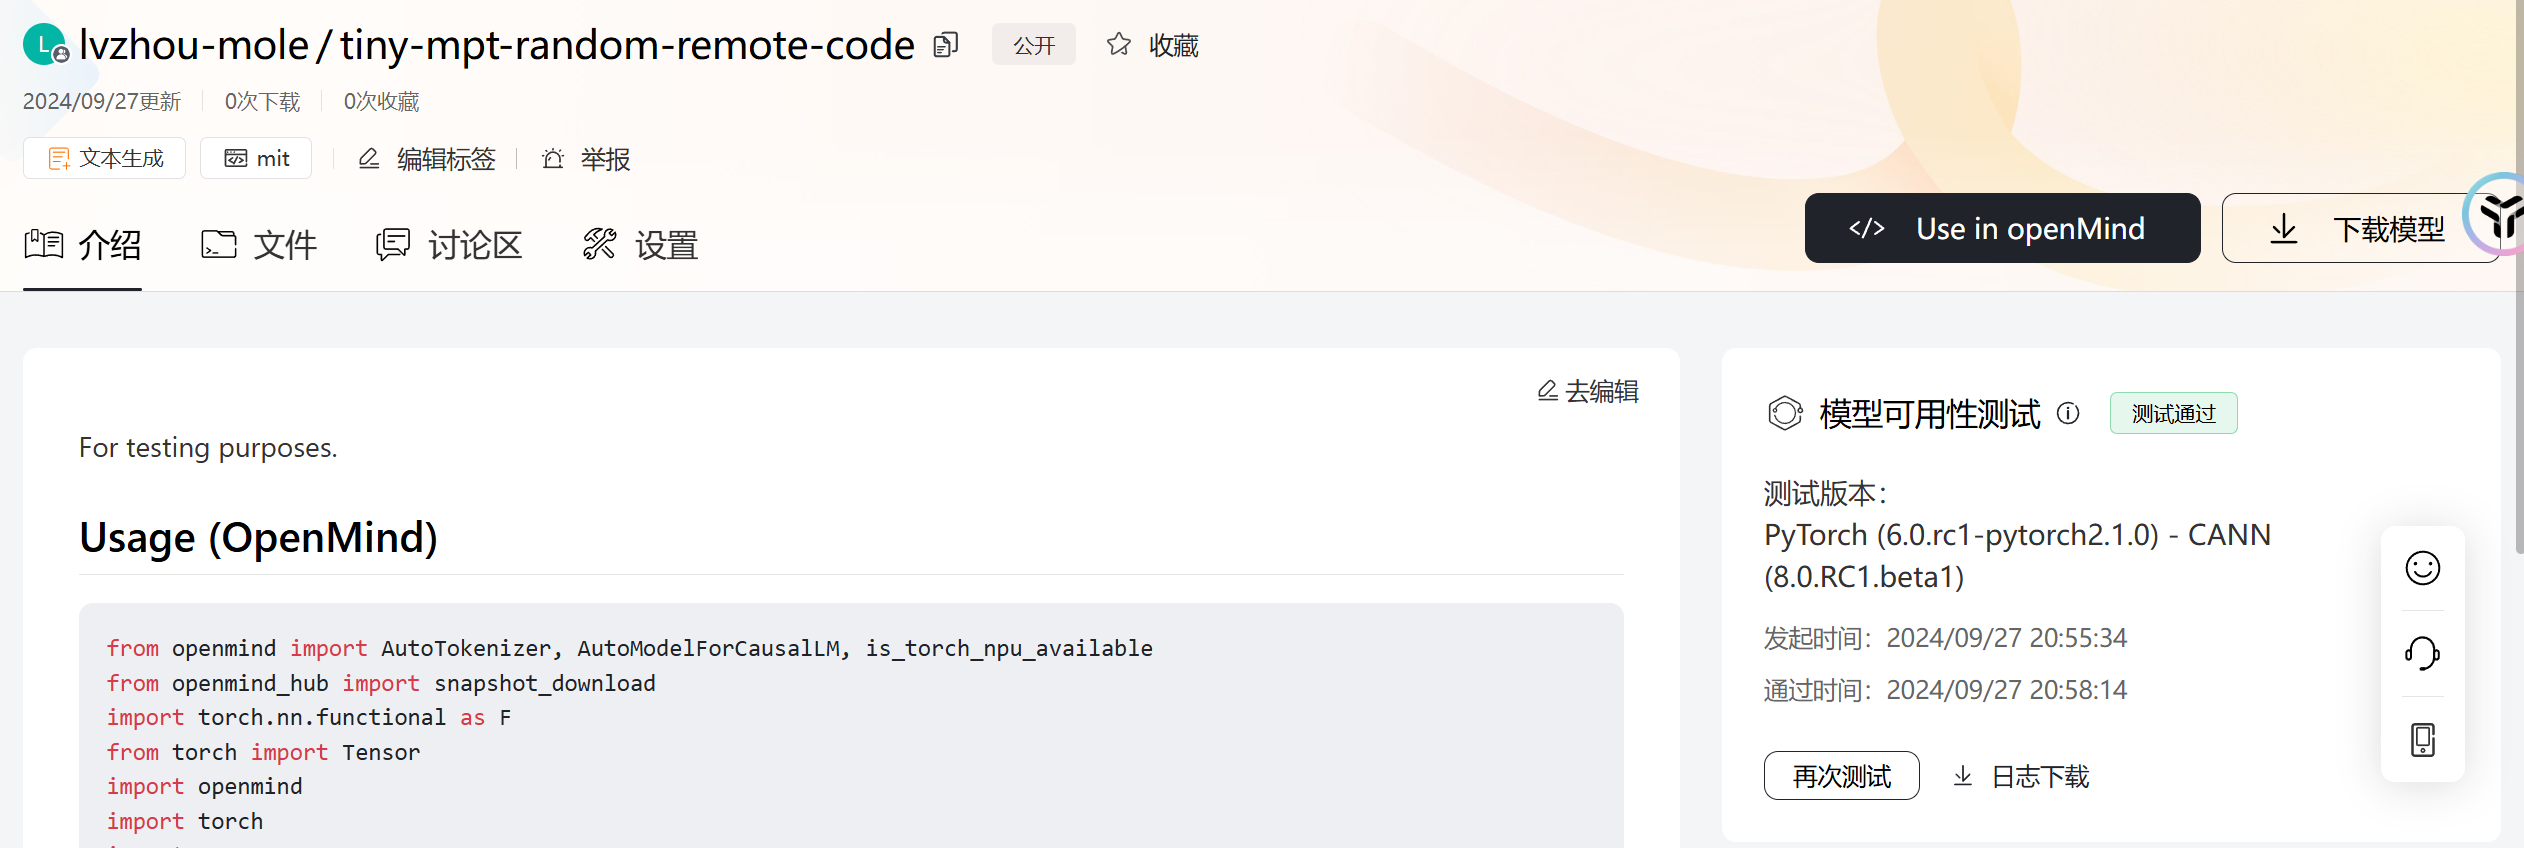 L lvzhou-mole / tiny-mpt-random-remote-code 公开 收藏
2024/09/27更新 0次下载 0次收藏
文本生成 mit 编辑标签 举报
介绍 文件 讨论区 设置
</> Use in openMind 下载模型
去编辑
For testing purposes.
Usage (OpenMind)
from openmind import AutoTokenizer, AutoModelForCausalLM, is_torch_npu_available
from openmind_hub import snapshot_download
import torch.nn.functional as F
from torch import Tensor
import openmind
import torch
模型可用性测试 测试通过
测试版本：
PyTorch (6.0.rc1-pytorch2.1.0) - CANN
(8.0.RC1.beta1)
发起时间：2024/09/27 20:55:34
通过时间：2024/09/27 20:58:14
再次测试 日志下载